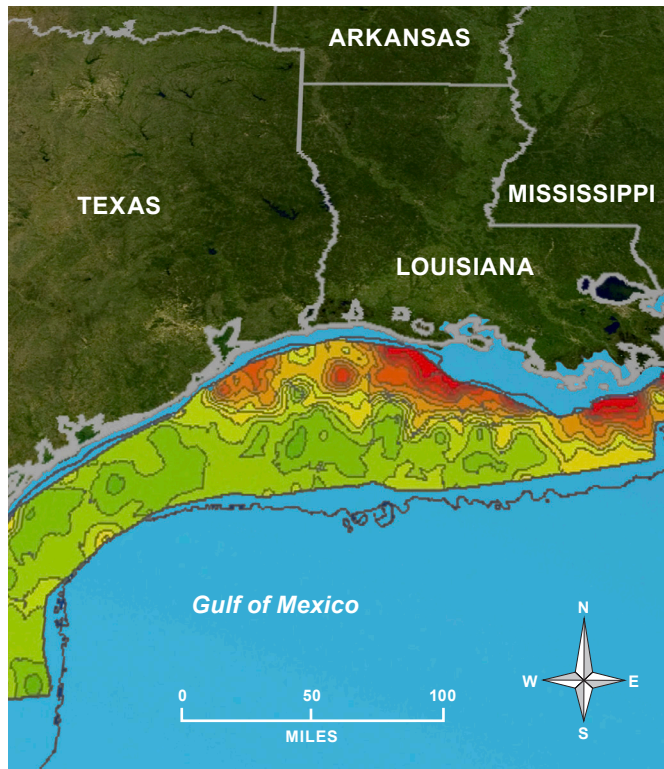 ARKANSAS
TEXAS
MISSISSIPPI
LOUISIANA
Gulf of Mexico
N
W E
S
0 50 100
MILES